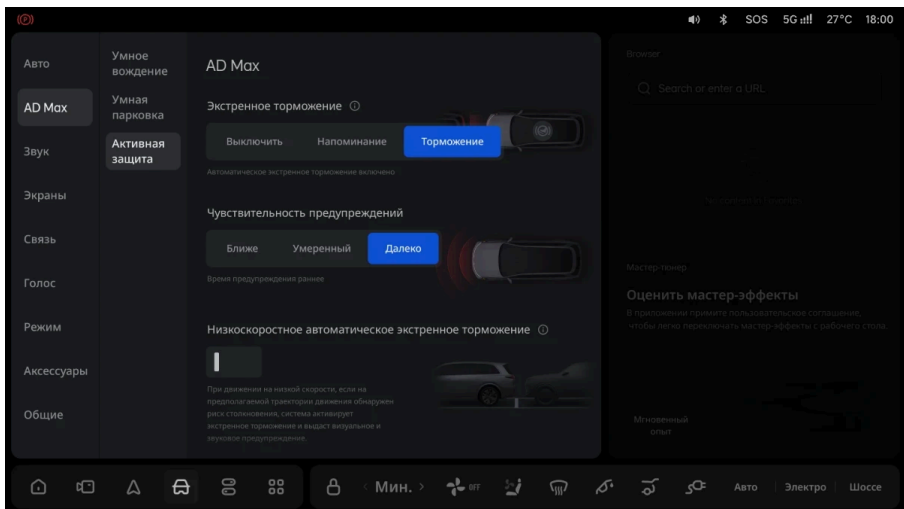 SOS 5G 27°C 18:00
Авто
AD Max
Звук
Экраны
Связь
Голос
Режим
Аксессуары
Общие
Умное
вождение
Умная
парковка
Активная
защита
AD Max
Экстренное торможение
Выключить Напоминание Торможение
Автоматическое экстренное торможение включено
Чувствительность предупреждений
Ближе Умеренный Далеко
Время предупреждения раннее
Низкоскоростное автоматическое экстренное торможение
При движении на низкой скорости, если на
предполагаемой траектории движения обнаружен
риск столкновения, система активирует
экстренное торможение и выдаст визуальное и
звуковое предупреждение.
Browser
Search or enter a URL
Мастер-тюнер
Оценить мастер-эффекты
В приложении примите пользовательское соглашение,
чтобы легко переключать мастер-эффекты с рабочего стола.
Мгновенный
опыт
Мин. OFF Авто Электро Шоссе